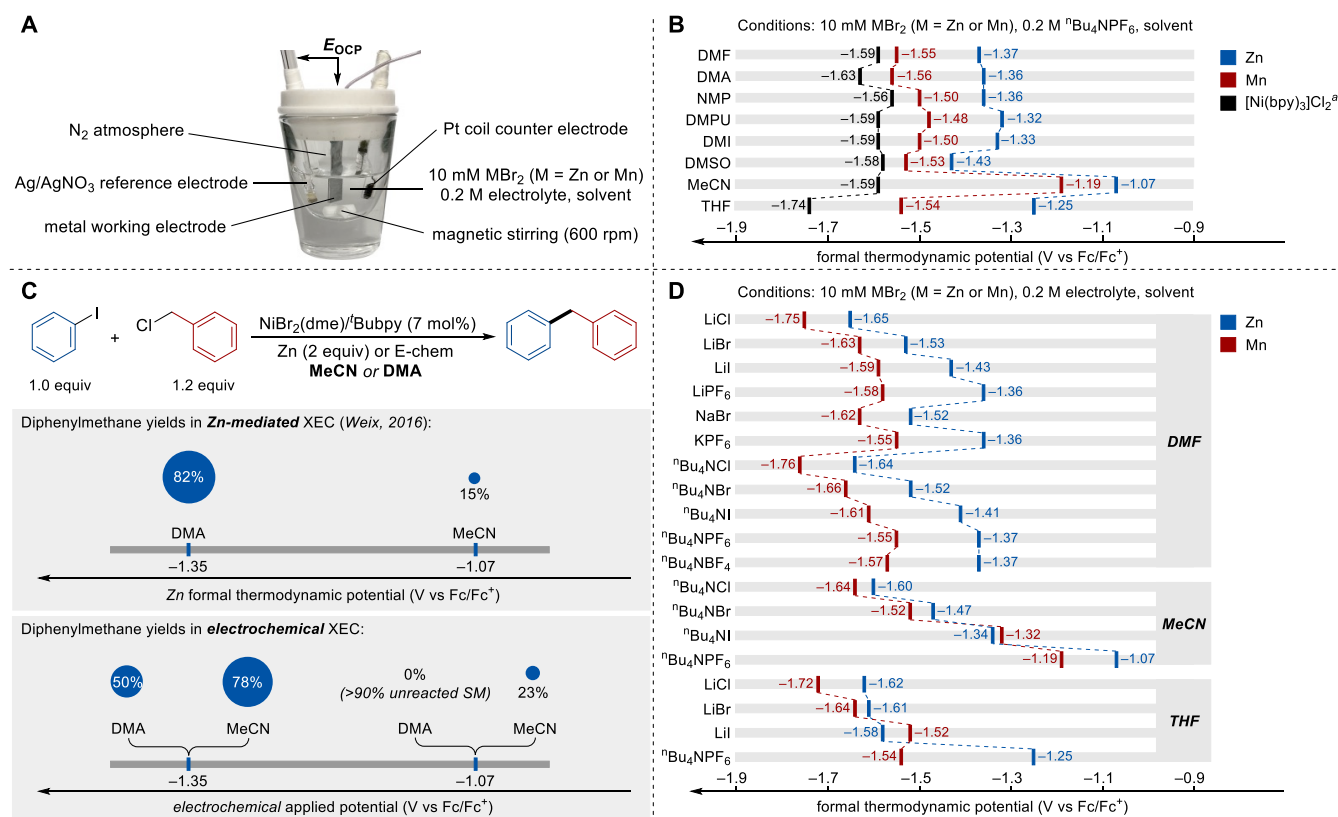 A
E_OCP
N₂ atmosphere
Ag/AgNO₃ reference electrode
metal working electrode
Pt coil counter electrode
10 mM MBr₂ (M = Zn or Mn)
0.2 M electrolyte, solvent
magnetic stirring (600 rpm)
B
Conditions: 10 mM MBr₂ (M = Zn or Mn), 0.2 M ⁿBu₄NPF₆, solvent
DMF −1.59 −1.55 −1.37
DMA −1.63 −1.56 −1.36
NMP −1.56 −1.50 −1.36
DMPU −1.59 −1.48 −1.32
DMI −1.59 −1.50 −1.33
DMSO −1.58 −1.53 −1.43
MeCN −1.59 −1.19 −1.07
THF −1.74 −1.54 −1.25
−1.9 −1.7 −1.5 −1.3 −1.1 −0.9
formal thermodynamic potential (V vs Fc/Fc⁺)
Zn
Mn
[Ni(bpy)₃]Cl₂ᵃ
C
I
+
Cl
1.0 equiv
1.2 equiv
NiBr₂(dme)/ᵗBubpy (7 mol%)
Zn (2 equiv) or E-chem
MeCN or DMA
Diphenylmethane yields in Zn-mediated XEC (Weix, 2016):
82%
15%
DMA MeCN
−1.35 −1.07
Zn formal thermodynamic potential (V vs Fc/Fc⁺)
Diphenylmethane yields in electrochemical XEC:
50% 78% 0% 23%
(>90% unreacted SM)
DMA MeCN DMA MeCN
−1.35 −1.07
electrochemical applied potential (V vs Fc/Fc⁺)
D
Conditions: 10 mM MBr₂ (M = Zn or Mn), 0.2 M electrolyte, solvent
Zn
Mn
LiCl −1.75 −1.65
LiBr −1.63 −1.53
LiI −1.59 −1.43
LiPF₆ −1.58 −1.36
NaBr −1.62 −1.52
KPF₆ −1.55 −1.36
ⁿBu₄NCl −1.76 −1.64
ⁿBu₄NBr −1.66 −1.52
ⁿBu₄NI −1.61 −1.41
ⁿBu₄NPF₆ −1.55 −1.37
ⁿBu₄NBF₄ −1.57 −1.37
DMF
ⁿBu₄NCl −1.64 −1.60
ⁿBu₄NBr −1.52 −1.47
ⁿBu₄NI −1.34 −1.32
ⁿBu₄NPF₆ −1.19 −1.07
MeCN
LiCl −1.72 −1.62
LiBr −1.64 −1.61
LiI −1.58 −1.52
ⁿBu₄NPF₆ −1.54 −1.25
THF
−1.9 −1.7 −1.5 −1.3 −1.1 −0.9
formal thermodynamic potential (V vs Fc/Fc⁺)